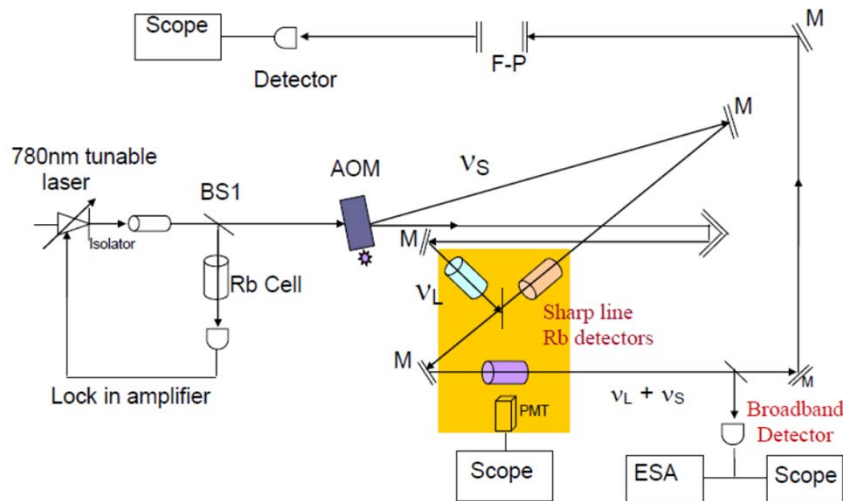 Scope
Detector
F-P
M
M
780nm tunable
laser
BS1
AOM
νS
Isolator
M
Rb Cell
νL
Sharp line
Rb detectors
M
Lock in amplifier
PMT
νL + νS
M
Broadband
Detector
Scope
ESA
Scope